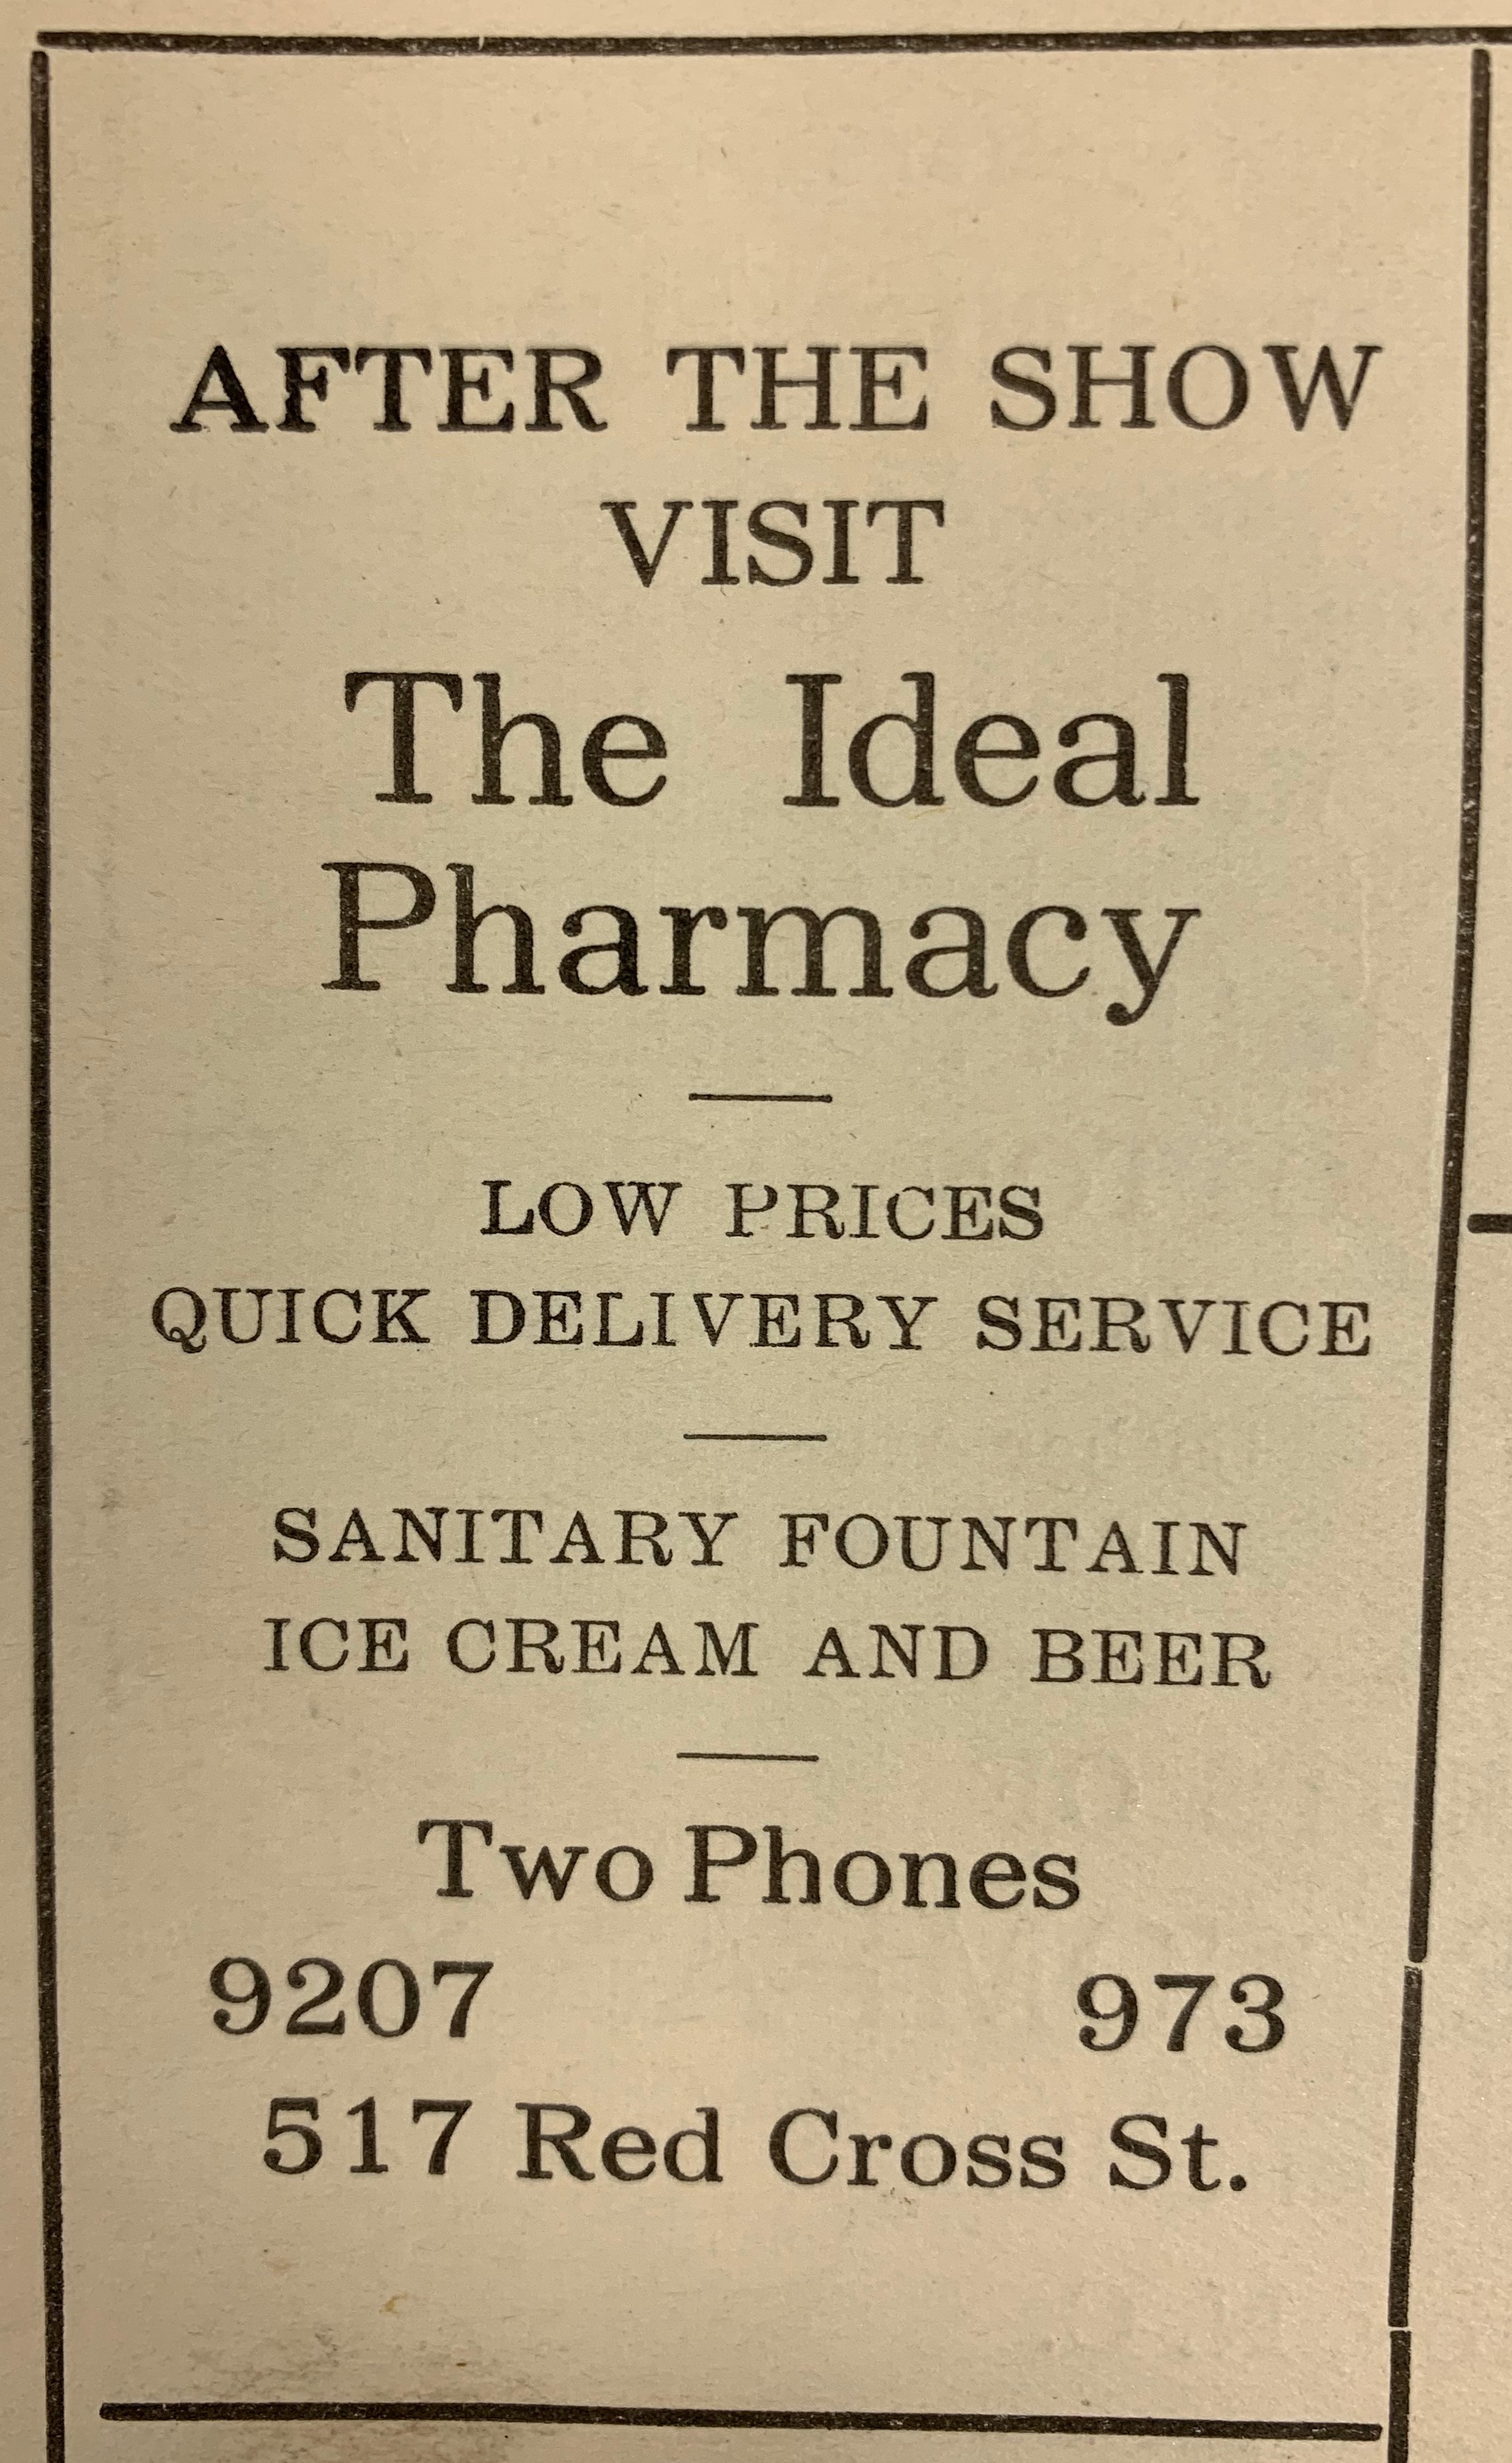 AFTER THE SHOW
VISIT
The Ideal
Pharmacy
LOW PRICES
QUICK DELIVERY SERVICE
SANITARY FOUNTAIN
ICE CREAM AND BEER
Two Phones
9207 973
517 Red Cross St.